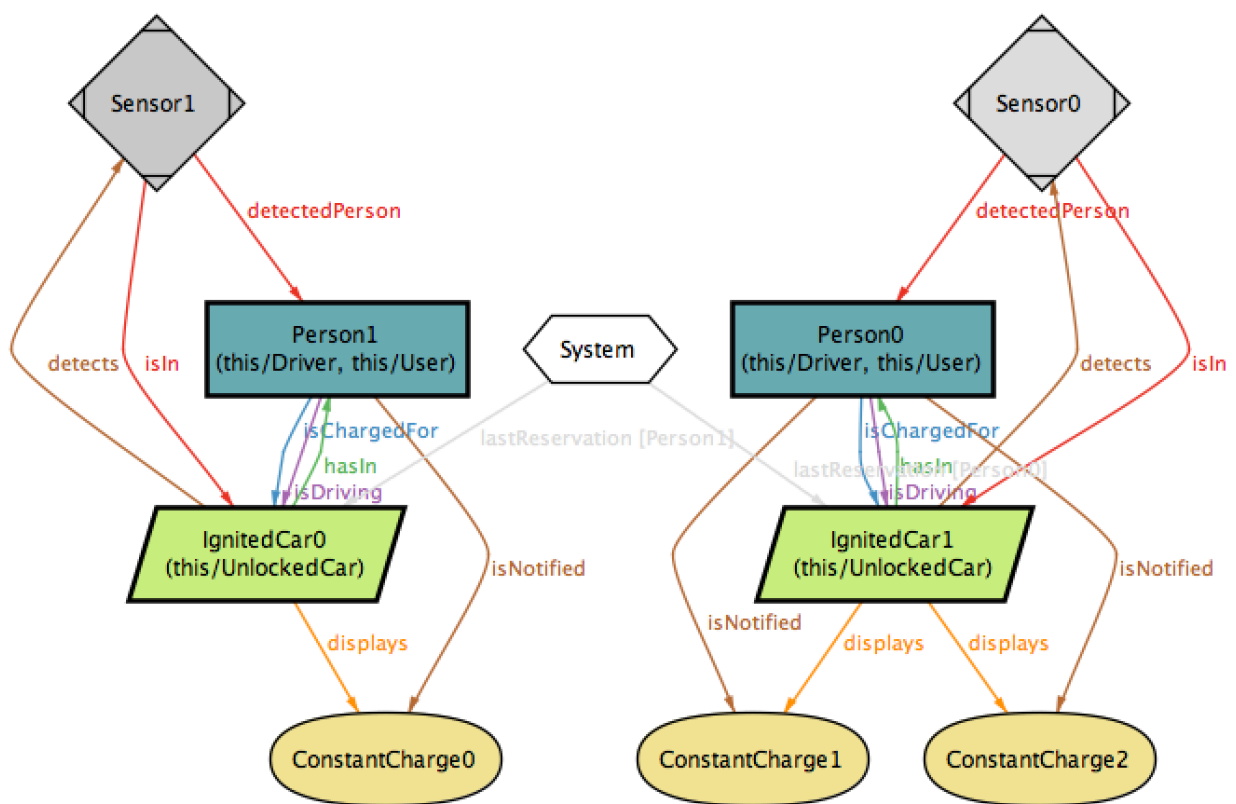 Sensor1
Sensor0
detectedPerson
detectedPerson
Person1
(this/Driver, this/User)
System
Person0
(this/Driver, this/User)
detects
isIn
detects
isIn
isChargedFor
lastReservation [Person1]
isChargedFor
hasIn
lastReservation [Person0]
hasIn
isDriving
isDriving
IgnitedCar0
(this/UnlockedCar)
IgnitedCar1
(this/UnlockedCar)
isNotified
isNotified
isNotified
displays
displays
displays
ConstantCharge0
ConstantCharge1
ConstantCharge2